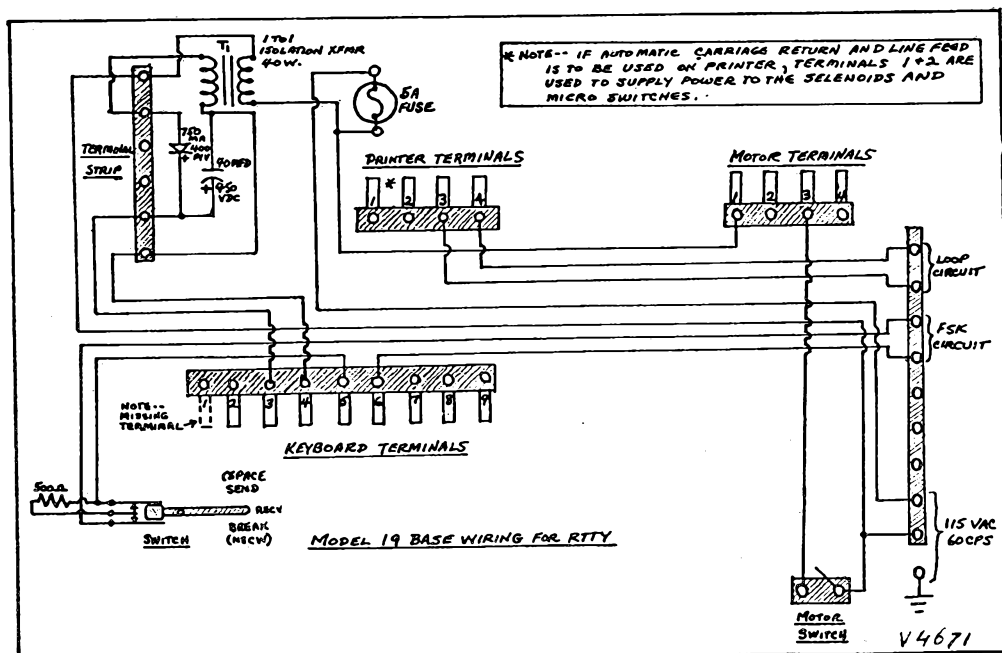 1 TO 1
ISOLATION XFMR
40W.
T1
* NOTE-- IF AUTOMATIC CARRIAGE RETURN AND LINE FEED
IS TO BE USED ON PRINTER, TERMINALS 1+2 ARE
USED TO SUPPLY POWER TO THE SELENOIDS AND
MICRO SWITCHES.
5A
FUSE
TERMINAL
STRIP
750
MA
400
PIV
+
40MFD
+
450
VDC
PRINTER TERMINALS
1 * 2 3 4
MOTOR TERMINALS
1 2 3 4
LOOP
CIRCUIT
FSK
CIRCUIT
NOTE--
MISSING
TERMINAL
1 2 3 4 5 6 7 8 9
KEYBOARD TERMINALS
500Ω
SPACE
SEND
RECV
BREAK
SWITCH
MODEL 19 BASE WIRING FOR RTTY
115 VAC
60CPS
MOTOR
SWITCH
V4671